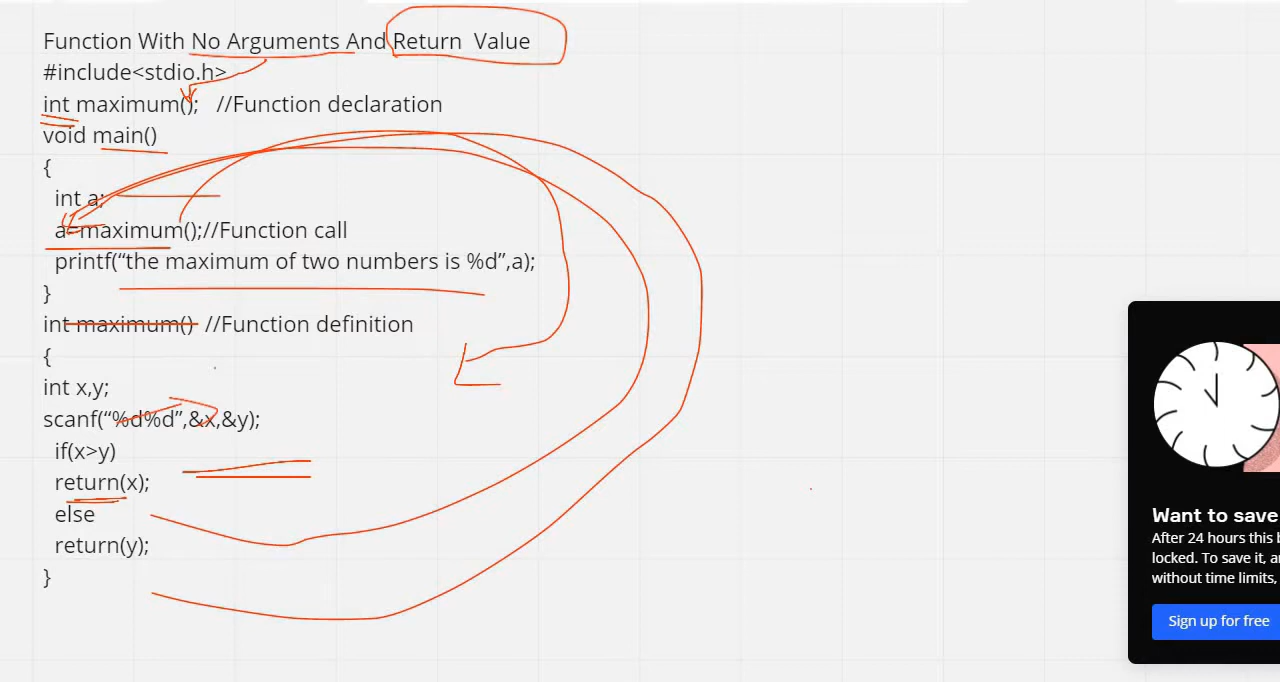 Function With No Arguments And Return Value
#include<stdio.h>
int maximum(); //Function declaration
void main()
{
int a;
a=maximum();//Function call
printf(“the maximum of two numbers is %d”,a);
}
int maximum() //Function definition
{
int x,y;
scanf(“%d%d”,&x,&y);
if(x>y)
return(x);
else
return(y);
}
Want to save
After 24 hours this b
locked. To save it, a
without time limits,
Sign up for free